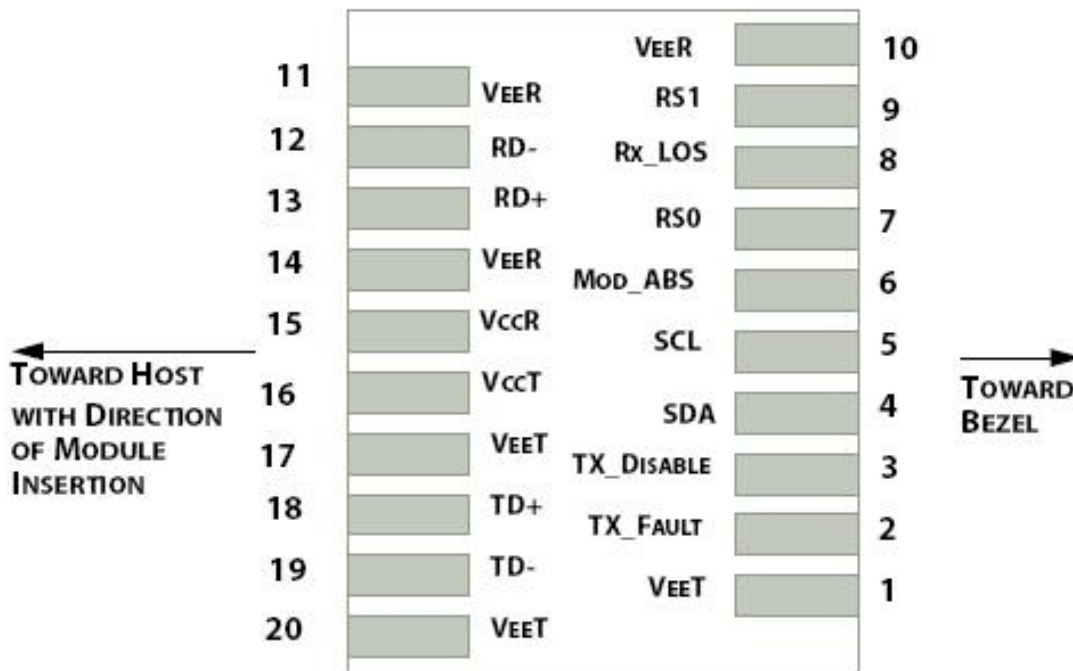 11 VEER
12 RD-
13 RD+
14 VEER
15 VCCR
16 VCCT
17 VEET
18 TD+
19 TD-
20 VEET
VEER 10
RS1 9
RX_LOS 8
RS0 7
MOD_ABS 6
SCL 5
SDA 4
TX_DISABLE 3
TX_FAULT 2
VEET 1
TOWARD HOST
WITH DIRECTION
OF MODULE
INSERTION
TOWARD
BEZEL